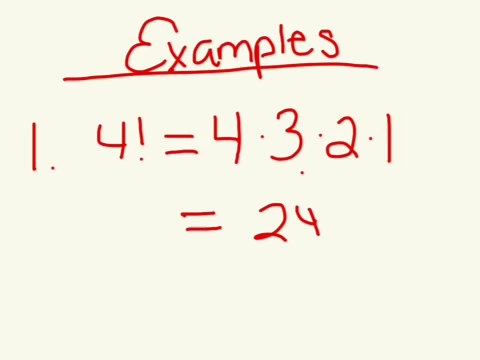 Examples
1. 4! = 4 · 3 · 2 · 1
= 24